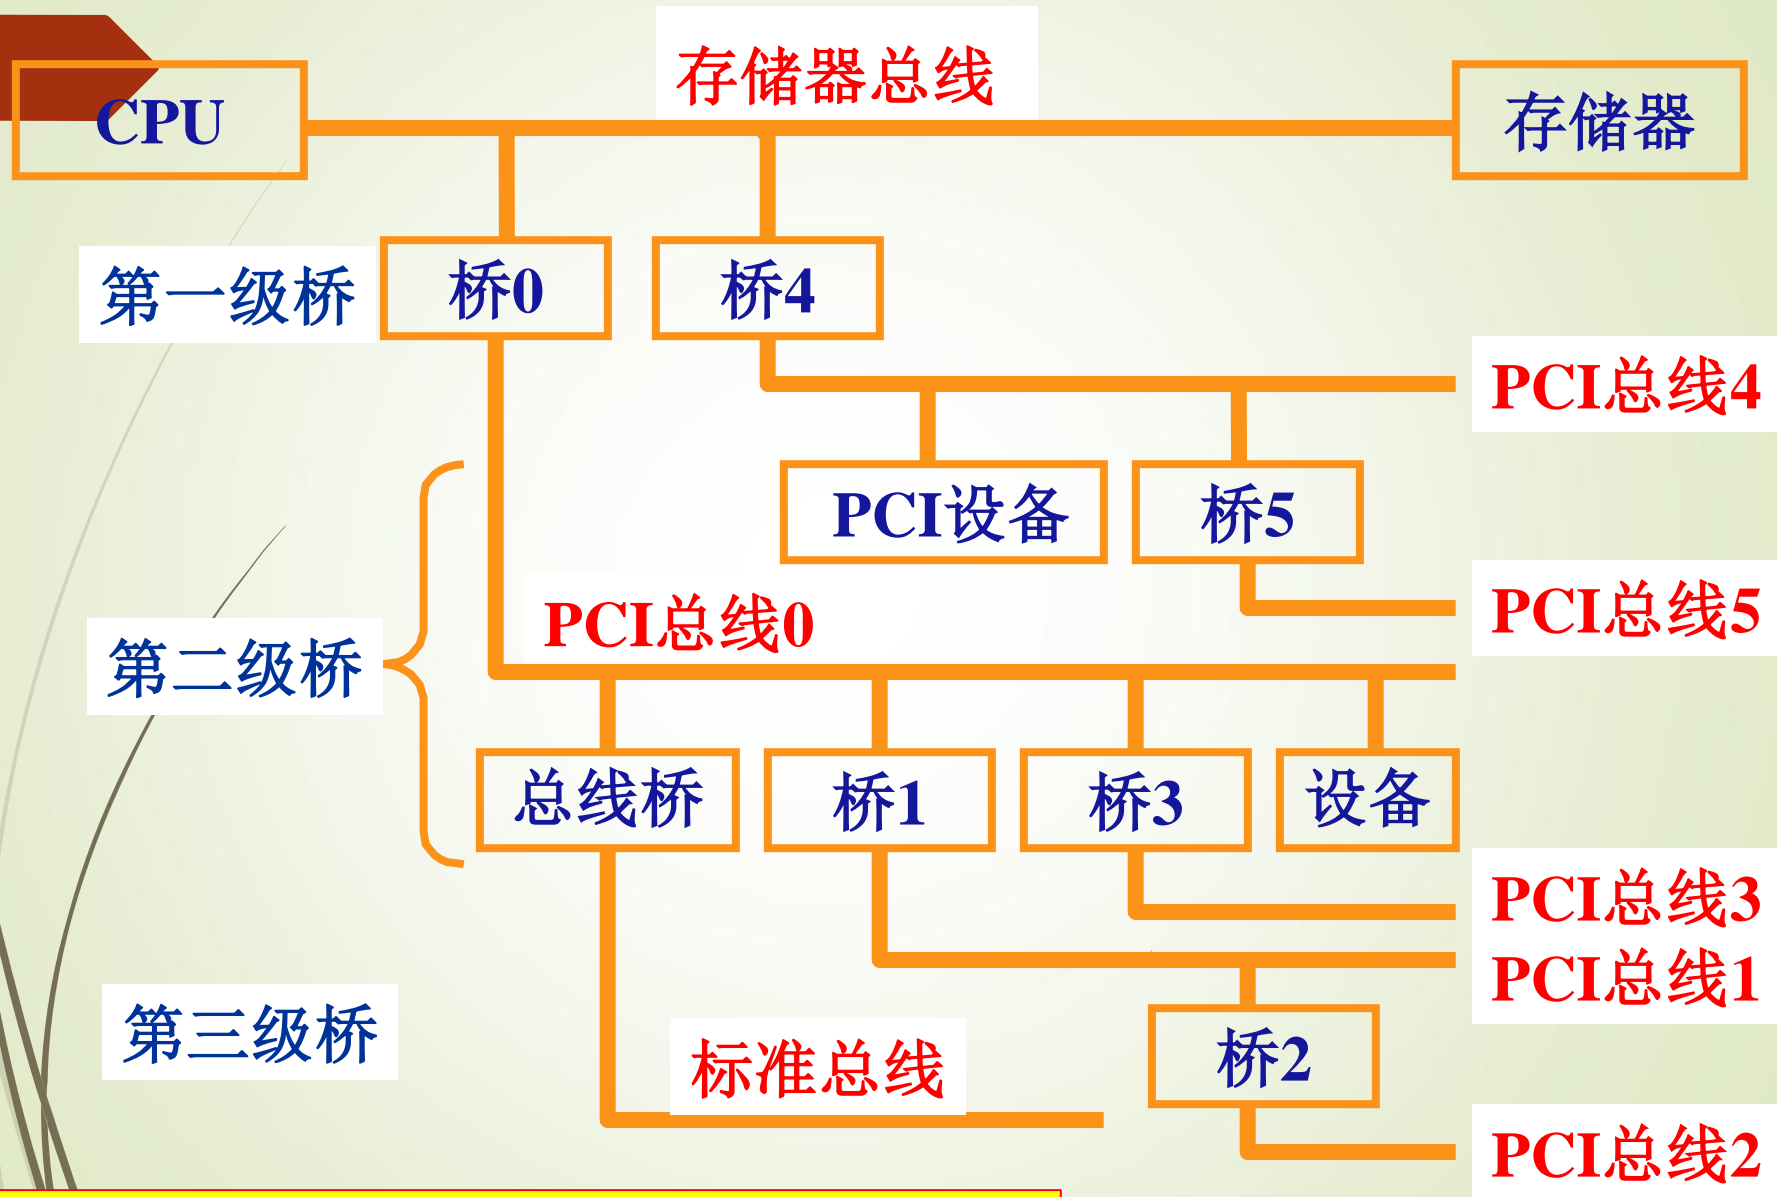 存储器总线
CPU
存储器
第一级桥
桥0
桥4
PCI总线4
PCI设备
桥5
PCI总线5
PCI总线0
第二级桥
总线桥
桥1
桥3
设备
PCI总线3
PCI总线1
第三级桥
标准总线
桥2
PCI总线2